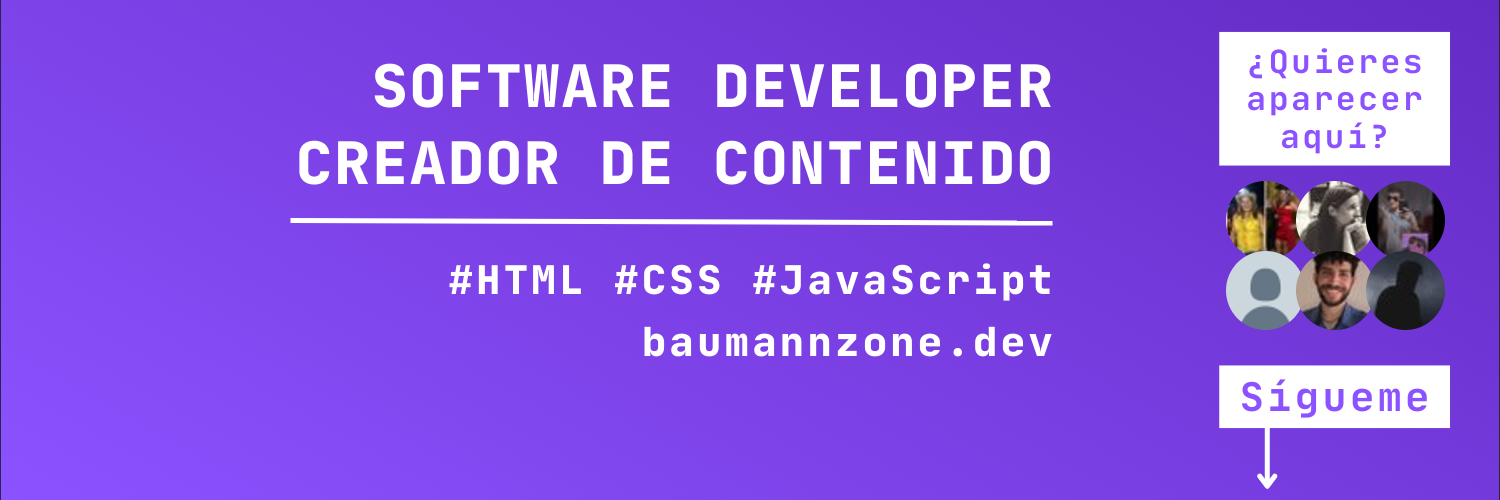 SOFTWARE DEVELOPER
CREADOR DE CONTENIDO
#HTML #CSS #JavaScript
baumannzone.dev
¿Quieres
aparecer
aquí?
Sígueme